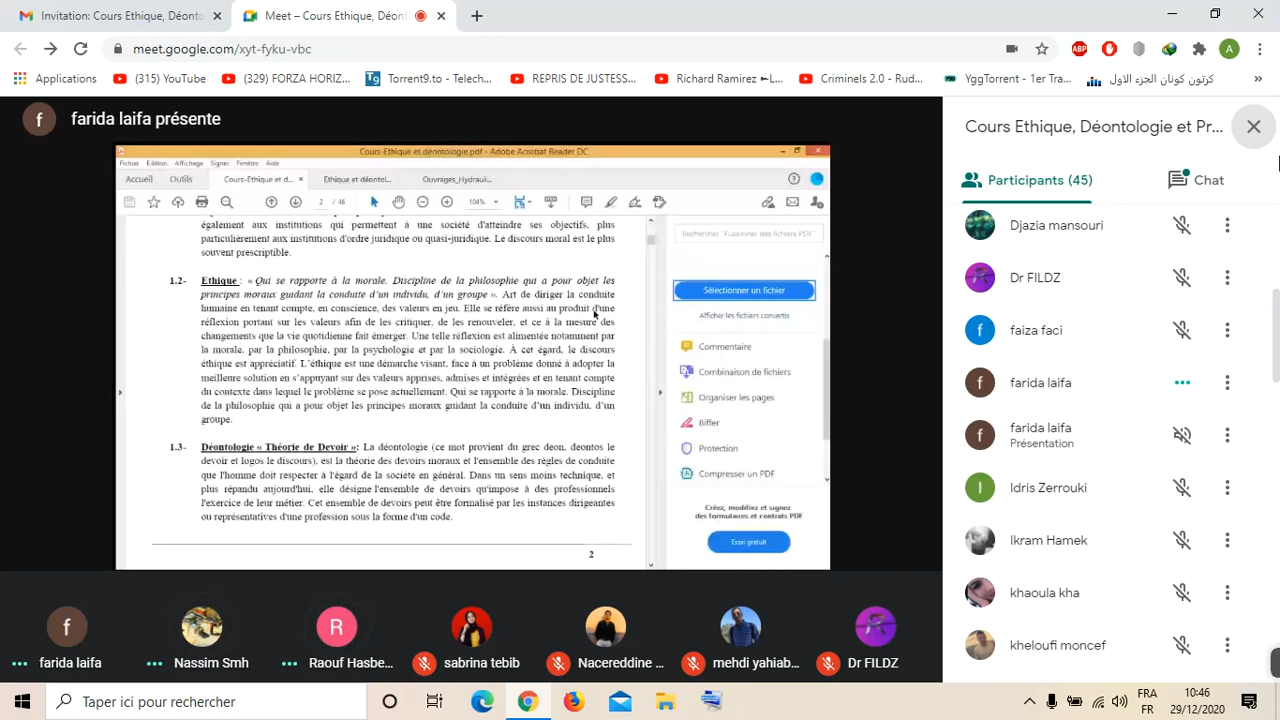 Invitation: Cours Ethique, Déonto
Meet – Cours Ethique, Déont
meet.google.com/xyt-fyku-vbc
ABP
A
Applications
(315) YouTube
(329) FORZA HORIZ...
Torrent9.to - Telech...
REPRIS DE JUSTESS...
Richard Ramirez ►L...
Criminels 2.0 - Rud...
YggTorrent - 1er Tra...
كرتون كونان الجزء الاول
»
f
farida laifa présente
Cours-Ethique et déontologie.pdf - Adobe Acrobat Reader DC
Fichier Edition Affichage Signer Fenêtre Aide
Accueil
Outils
Cours-Ethique et d...
Ethique et déontol...
Ouvrages_Hydrauli...
2 / 46
104%
également aux institutions qui permettent à une société d'atteindre ses objectifs, plus
particulièrement aux institutions d'ordre juridique ou quasi-juridique. Le discours moral est le plus
souvent prescriptible.
1.2- Ethique : « Qui se rapporte à la morale. Discipline de la philosophie qui a pour objet les
principes moraux guidant la conduite d'un individu, d'un groupe ». Art de diriger la conduite
humaine en tenant compte, en conscience, des valeurs en jeu. Elle se réfère aussi au produit d'une
réflexion portant sur les valeurs afin de les critiquer, de les renouveler, et ce à la mesure des
changements que la vie quotidienne fait émerger. Une telle réflexion est alimentée notamment par
la morale, par la philosophie, par la psychologie et par la sociologie. À cet égard, le discours
éthique est appréciatif. L'éthique est une démarche visant, face à un problème donné à adopter la
meilleure solution en s'appuyant sur des valeurs apprises, admises et intégrées et en tenant compte
du contexte dans lequel le problème se pose actuellement. Qui se rapporte à la morale. Discipline
de la philosophie qui a pour objet les principes moraux guidant la conduite d'un individu, d'un
groupe.
1.3- Déontologie « Théorie de Devoir »: La déontologie (ce mot provient du grec deon, deontos le
devoir et logos le discours), est la théorie des devoirs moraux et l'ensemble des règles de conduite
que l'homme doit respecter à l'égard de la société en général. Dans un sens moins technique, et
plus répandu aujourd'hui, elle désigne l'ensemble de devoirs qu'impose à des professionnels
l'exercice de leur métier. Cet ensemble de devoirs peut être formalisé par les instances dirigeantes
ou représentatives d'une profession sous la forme d'un code.
2
Rechercher "Fusionner des fichiers PDF"
Sélectionner un fichier
Afficher les fichiers convertis
Commentaire
Combinaison de fichiers
Organiser les pages
Biffer
Protection
Compresser un PDF
Créez, modifiez et signez
des formulaires et contrats PDF
Essai gratuit
Cours Ethique, Déontologie et Pr...
Participants (45)
Chat
Djazia mansouri
Dr FILDZ
f
faiza faci
f
farida laifa
f
farida laifa
Présentation
I
Idris Zerrouki
Ikram Hamek
khaoula kha
kheloufi moncef
f
R
farida laifa
Nassim Smh
Raouf Hasbe...
sabrina tebib
Nacereddine ...
mehdi yahiab...
Dr FILDZ
Taper ici pour rechercher
FRA
FR
10:46
29/12/2020